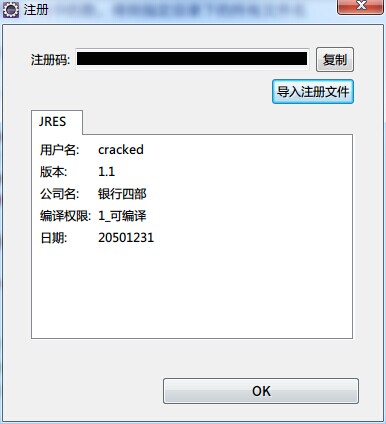 注册
注册码:
复制
导入注册文件
JRES
用户名: cracked
版本: 1.1
公司名: 银行四部
编译权限: 1_可编译
日期: 20501231
OK